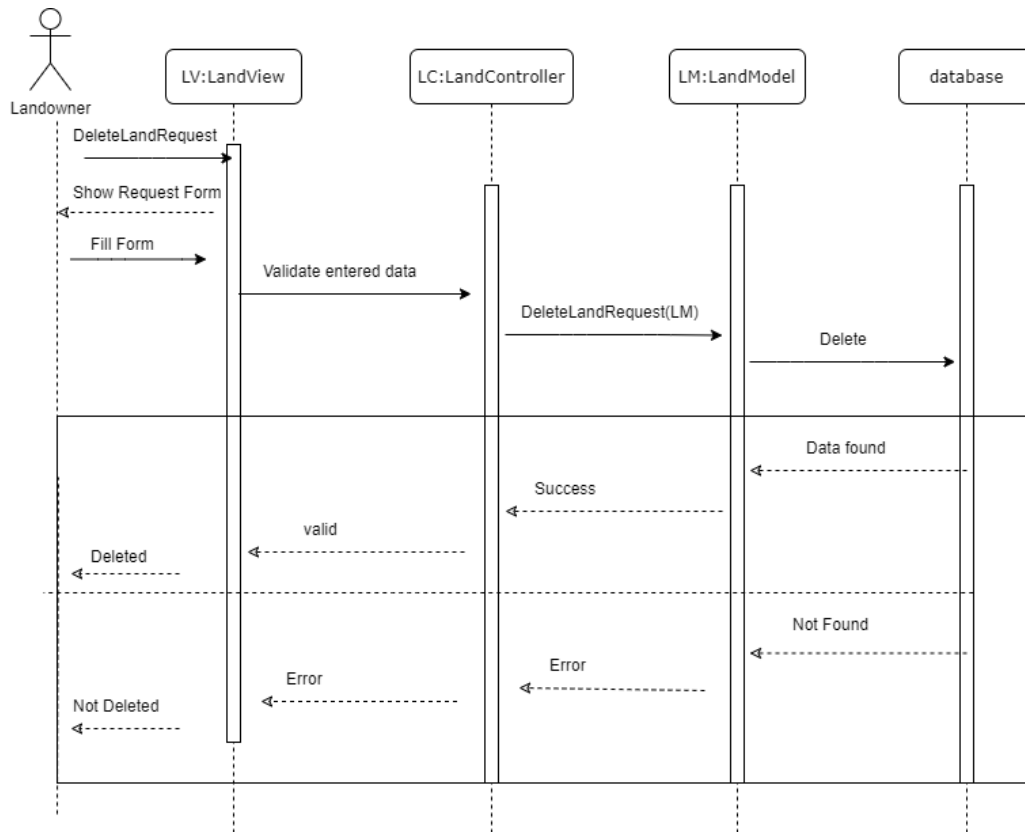 LV:LandView
LC:LandController
LM:LandModel
database
Landowner
DeleteLandRequest
Show Request Form
Fill Form
Validate entered data
DeleteLandRequest(LM)
Delete
Data found
Success
valid
Deleted
Not Found
Error
Error
Not Deleted